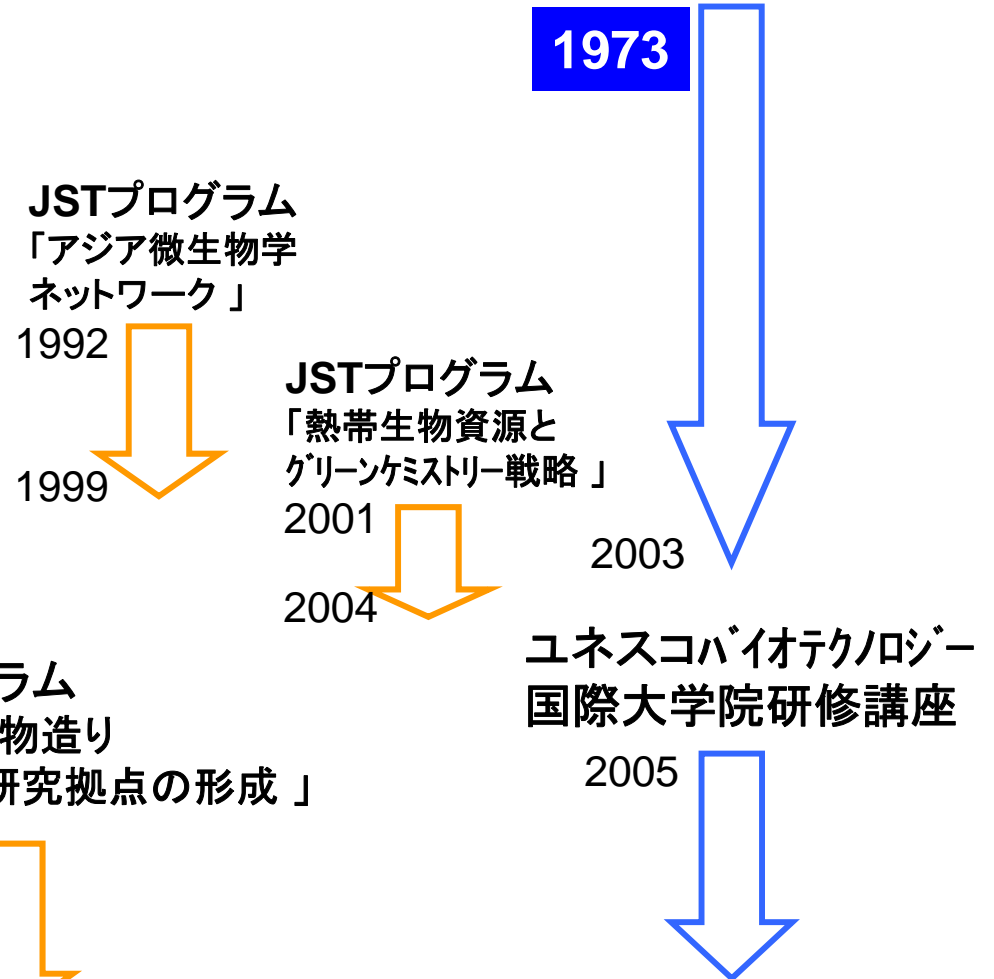 1973
JSTプログラム
「アジア微生物学
ネットワーク 」
1992
1999
JSTプログラム
「熱帯生物資源と
グリーンケミストリー戦略 」
2001
2004
2003
ユネスコバイオテクノロジー
国際大学院研修講座
2005
ラム
物造り
研究拠点の形成 」